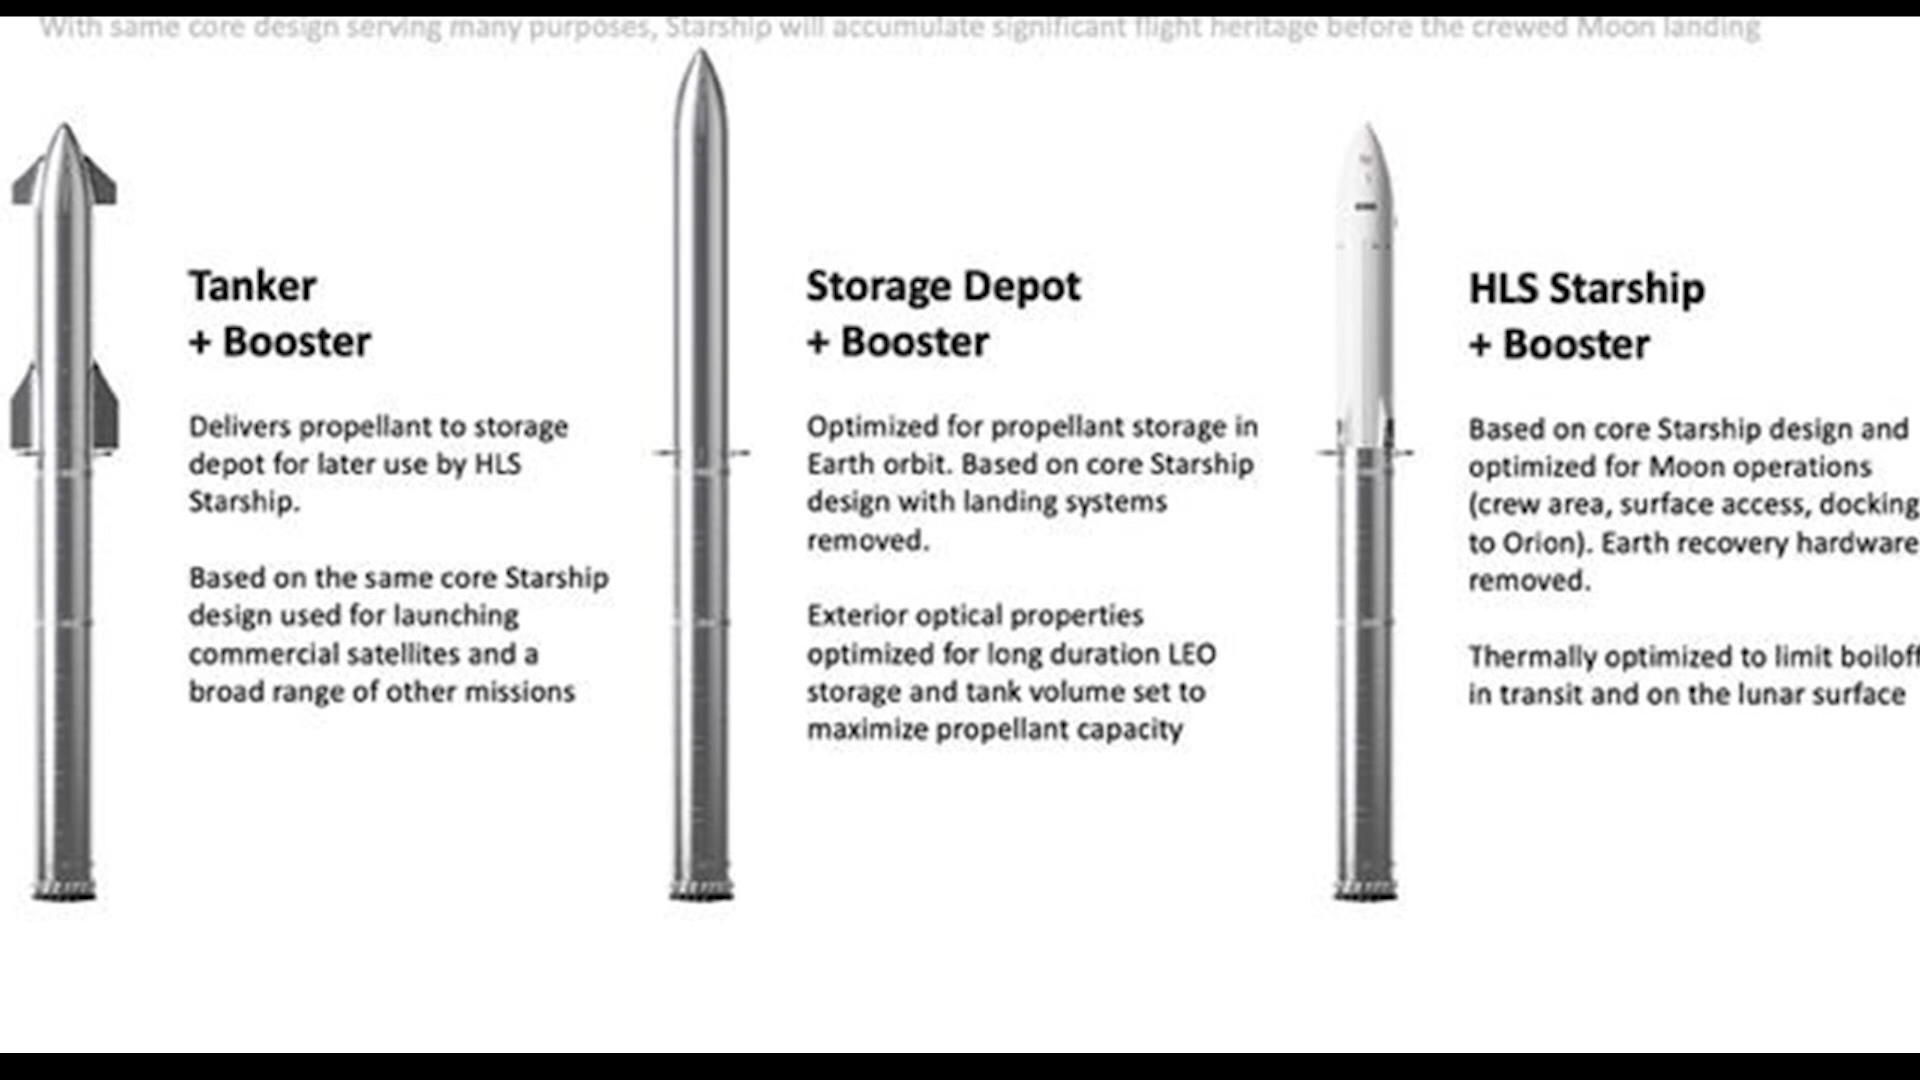 With same core design serving many purposes, Starship will accumulate significant flight heritage before the crewed Moon landing
Tanker
+ Booster
Delivers propellant to storage
depot for later use by HLS
Starship.
Based on the same core Starship
design used for launching
commercial satellites and a
broad range of other missions
Storage Depot
+ Booster
Optimized for propellant storage in
Earth orbit. Based on core Starship
design with landing systems
removed.
Exterior optical properties
optimized for long duration LEO
storage and tank volume set to
maximize propellant capacity
HLS Starship
+ Booster
Based on core Starship design and
optimized for Moon operations
(crew area, surface access, docking
to Orion). Earth recovery hardware
removed.
Thermally optimized to limit boiloff
in transit and on the lunar surface